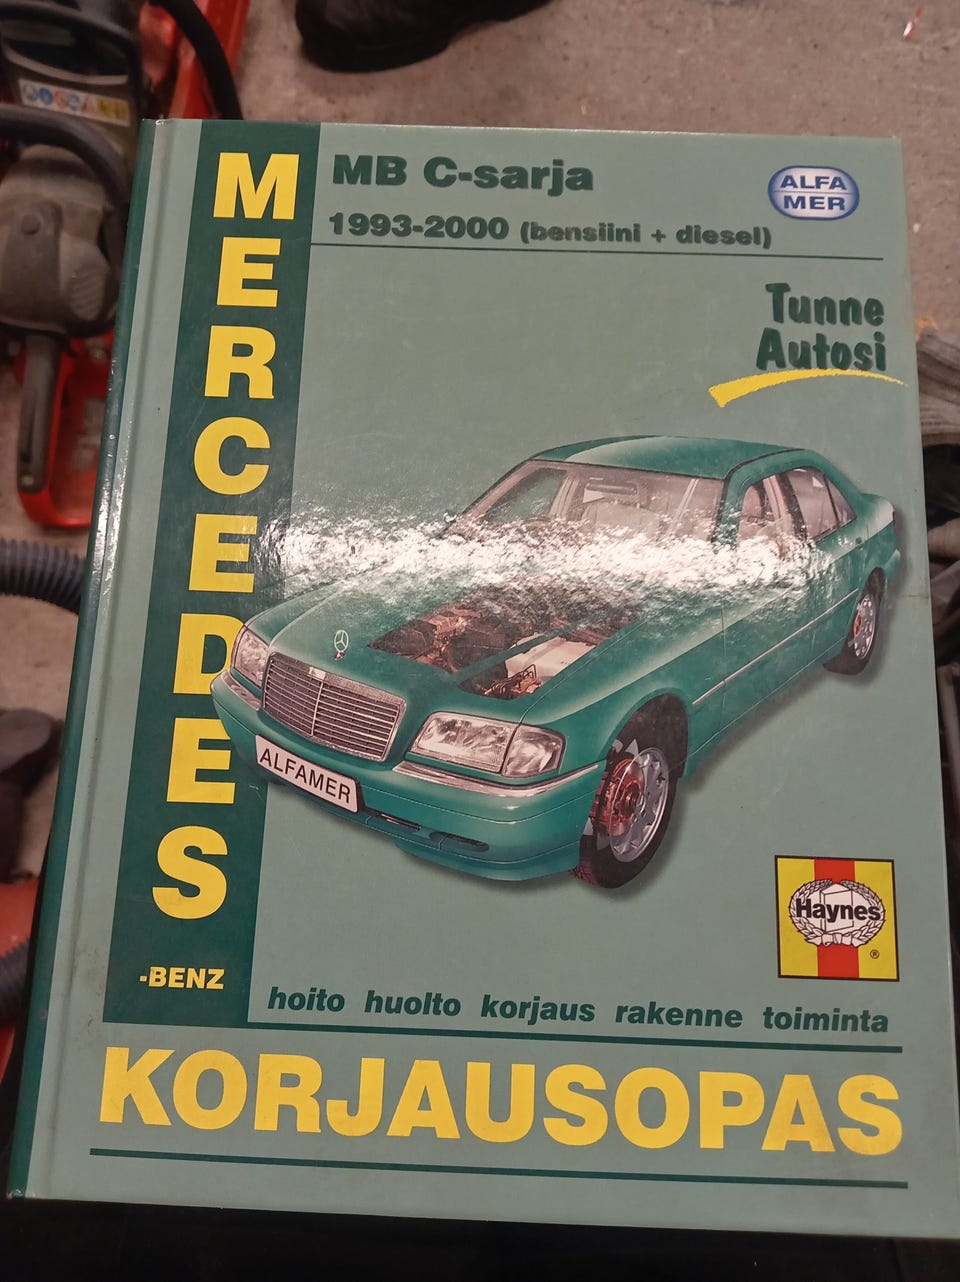 MERCEDES
-BENZ
MB C-sarja
1993-2000 (bensiini + diesel)
ALFA
MER
Tunne
Autosi
ALFAMER
Haynes
®
hoito huolto korjaus rakenne toiminta
KORJAUSOPAS